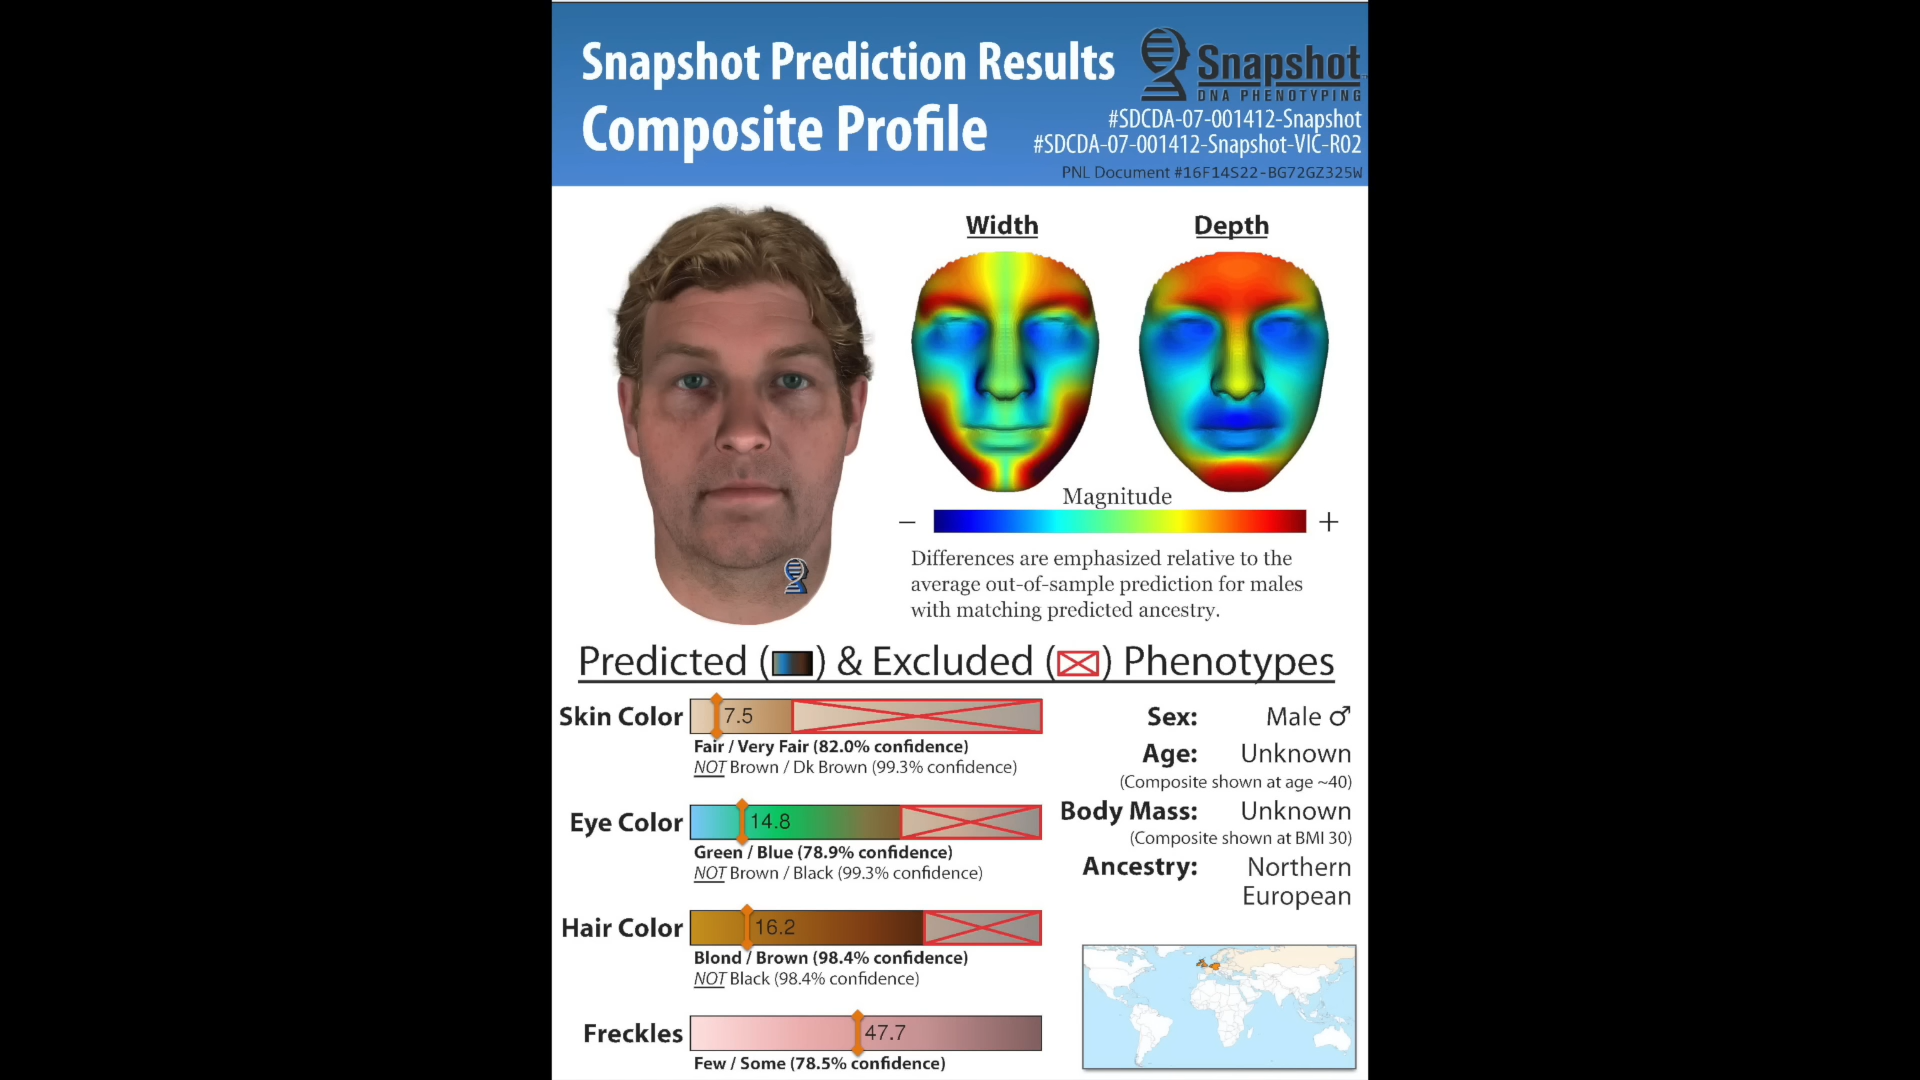 Snapshot Prediction Results
Composite Profile
Snapshot
DNA PHENOTYPING
#SDCDA-07-001412-Snapshot
#SDCDA-07-001412-Snapshot-VIC-R02
PNL Document #16F14S22-BG72GZ325W
Width
Depth
Magnitude
− +
Differences are emphasized relative to the
average out-of-sample prediction for males
with matching predicted ancestry.
Predicted () & Excluded () Phenotypes
Skin Color 7.5
Fair / Very Fair (82.0% confidence)
NOT Brown / Dk Brown (99.3% confidence)
Eye Color 14.8
Green / Blue (78.9% confidence)
NOT Brown / Black (99.3% confidence)
Hair Color 16.2
Blond / Brown (98.4% confidence)
NOT Black (98.4% confidence)
Freckles 47.7
Few / Some (78.5% confidence)
Sex: Male ♂
Age: Unknown
(Composite shown at age ~40)
Body Mass: Unknown
(Composite shown at BMI 30)
Ancestry: Northern
European